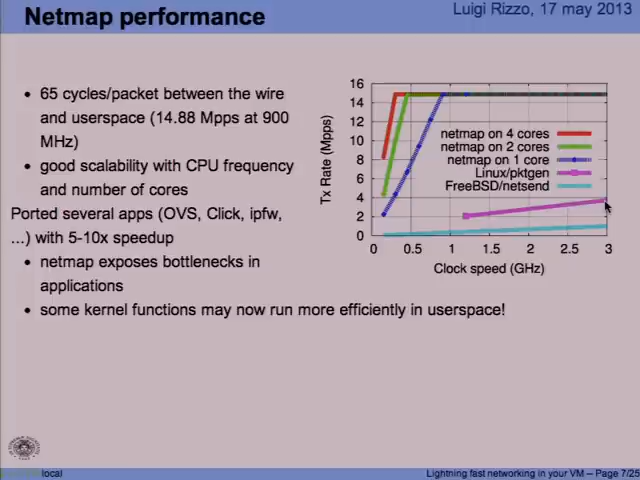 Netmap performance
Luigi Rizzo, 17 may 2013
• 65 cycles/packet between the wire
and userspace (14.88 Mpps at 900
MHz)
• good scalability with CPU frequency
and number of cores
Ported several apps (OVS, Click, ipfw,
...) with 5-10x speedup
• netmap exposes bottlenecks in
applications
• some kernel functions may now run more efficiently in userspace!
Tx Rate (Mpps)
16
14
12
10
8
6
4
2
0
netmap on 4 cores
netmap on 2 cores
netmap on 1 core
Linux/pktgen
FreeBSD/netsend
0 0.5 1 1.5 2 2.5 3
Clock speed (GHz)
local
Lightning fast networking in your VM – Page 7/25